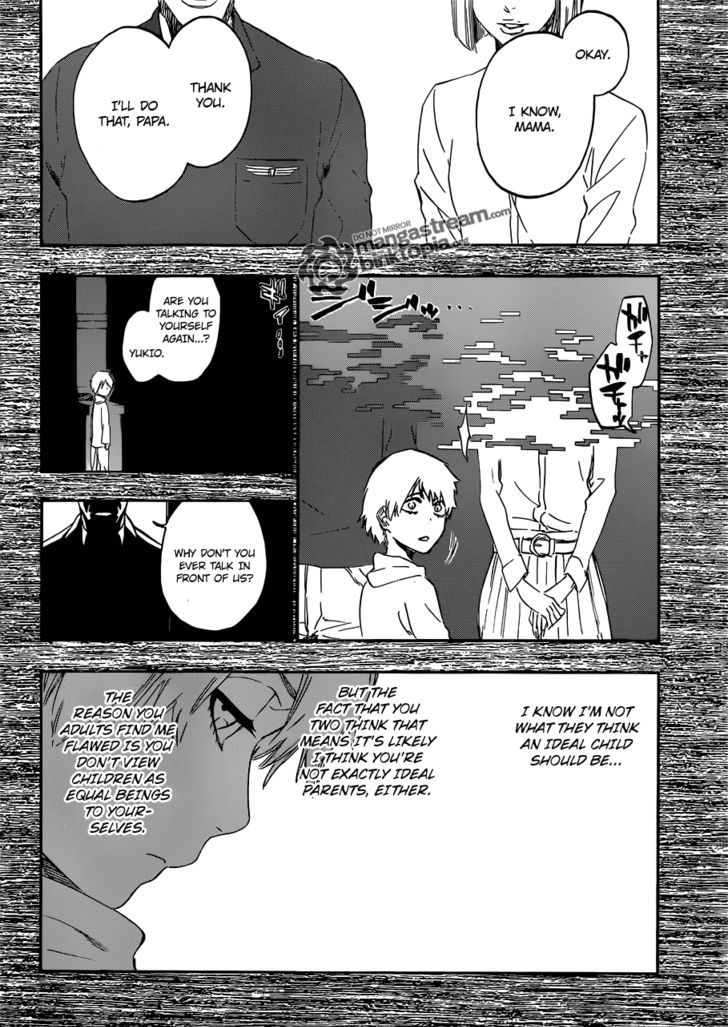 OKAY.
I KNOW,
MAMA.
THANK
YOU.
I'LL DO
THAT, PAPA.
DO NOT MIRROR
mangastream.com
binktopia.org
ARE YOU
TALKING TO
YOURSELF
AGAIN...?
YUKIO.
WHY DON'T YOU
EVER TALK IN
FRONT OF US?
I KNOW I'M NOT
WHAT THEY THINK
AN IDEAL CHILD
SHOULD BE...
BUT THE
FACT THAT YOU
TWO THINK THAT
MEANS IT'S LIKELY
I THINK YOU'RE
NOT EXACTLY IDEAL
PARENTS, EITHER.
THE
REASON YOU
ADULTS FIND ME
FLAWED IS YOU
DON'T VIEW
CHILDREN AS
EQUAL BEINGS
TO YOUR-
SELVES.